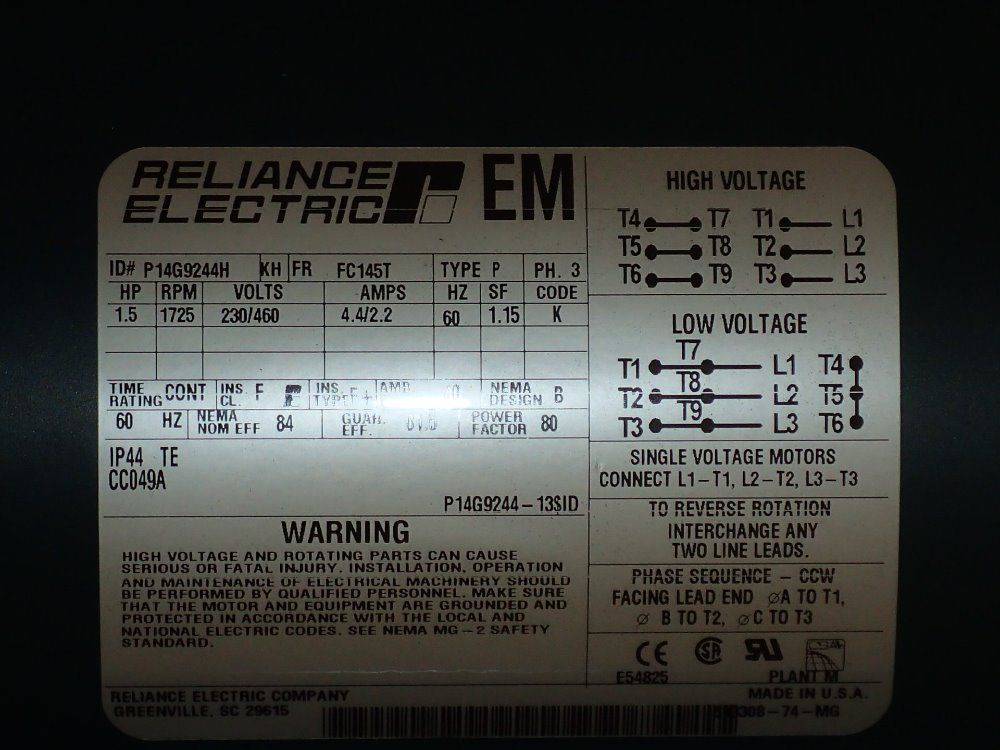 RELIANCE
ELECTRIC
EM
ID# P14G9244H KH FR FC145T TYPE P PH. 3
HP RPM VOLTS AMPS HZ SF CODE
1.5 1725 230/460 4.4/2.2 60 1.15 K
TIME RATING CONT INS CL. F INS TYPE AMB NEMA DESIGN B
60 HZ NEMA NOM EFF 84 GUAR. EFF. POWER FACTOR 80
IP44 TE
CC049A
P14G9244-13$ID
WARNING
HIGH VOLTAGE AND ROTATING PARTS CAN CAUSE
SERIOUS OR FATAL INJURY. INSTALLATION, OPERATION
AND MAINTENANCE OF ELECTRICAL MACHINERY SHOULD
BE PERFORMED BY QUALIFIED PERSONNEL. MAKE SURE
THAT THE MOTOR AND EQUIPMENT ARE GROUNDED AND
PROTECTED IN ACCORDANCE WITH THE LOCAL AND
NATIONAL ELECTRIC CODES. SEE NEMA MG-2 SAFETY
STANDARD.
RELIANCE ELECTRIC COMPANY
GREENVILLE, SC 29615
HIGH VOLTAGE
T4 T7 T1 L1
T5 T8 T2 L2
T6 T9 T3 L3
LOW VOLTAGE
T7
T1 L1 T4
T8
T2 L2 T5
T9
T3 L3 T6
SINGLE VOLTAGE MOTORS
CONNECT L1-T1, L2-T2, L3-T3
TO REVERSE ROTATION
INTERCHANGE ANY
TWO LINE LEADS.
PHASE SEQUENCE - CCW
FACING LEAD END ⌀A TO T1,
⌀ B TO T2, ⌀C TO T3
CE SA UR
E54825 PLANT M
MADE IN U.S.A.
308-74-MG